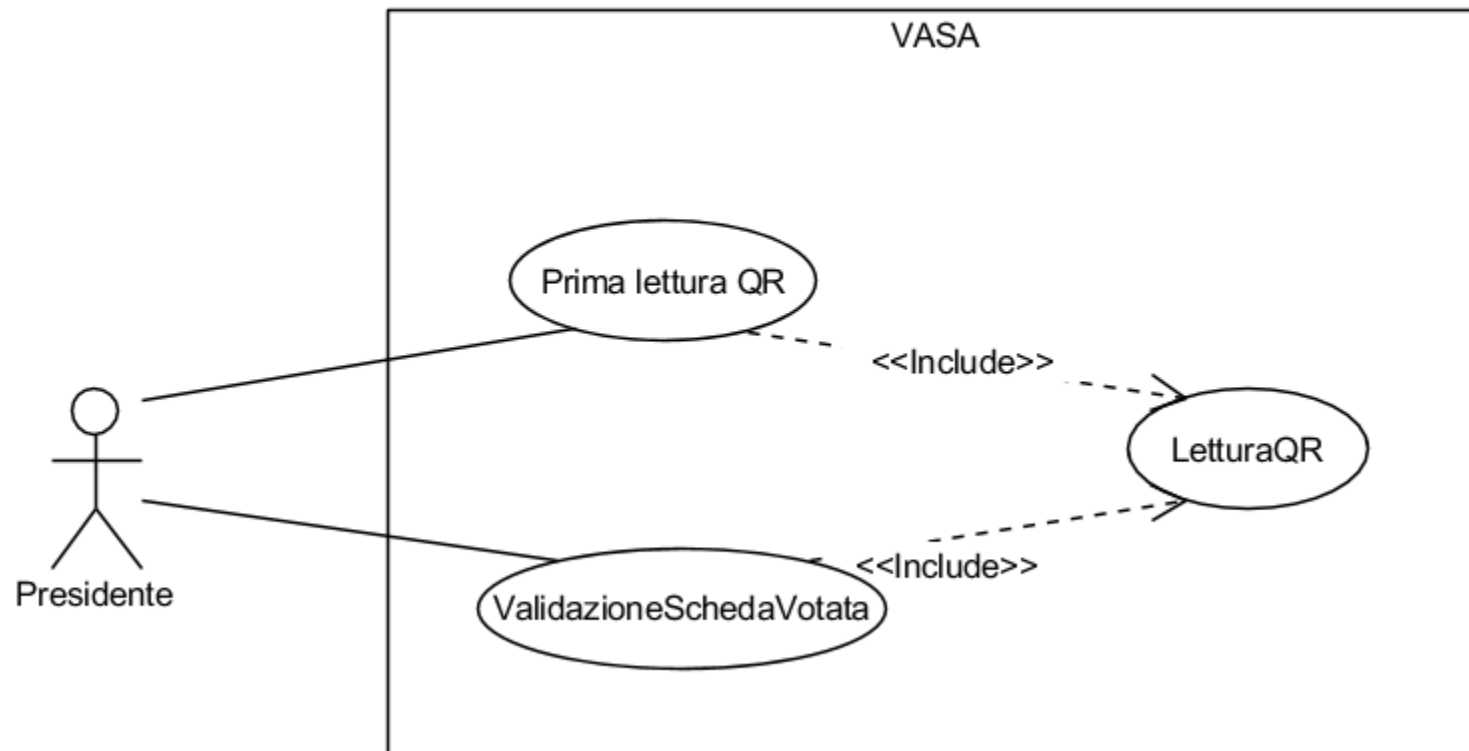 VASA
Prima lettura QR
<<Include>>
LetturaQR
<<Include>>
Presidente
ValidazioneSchedaVotata